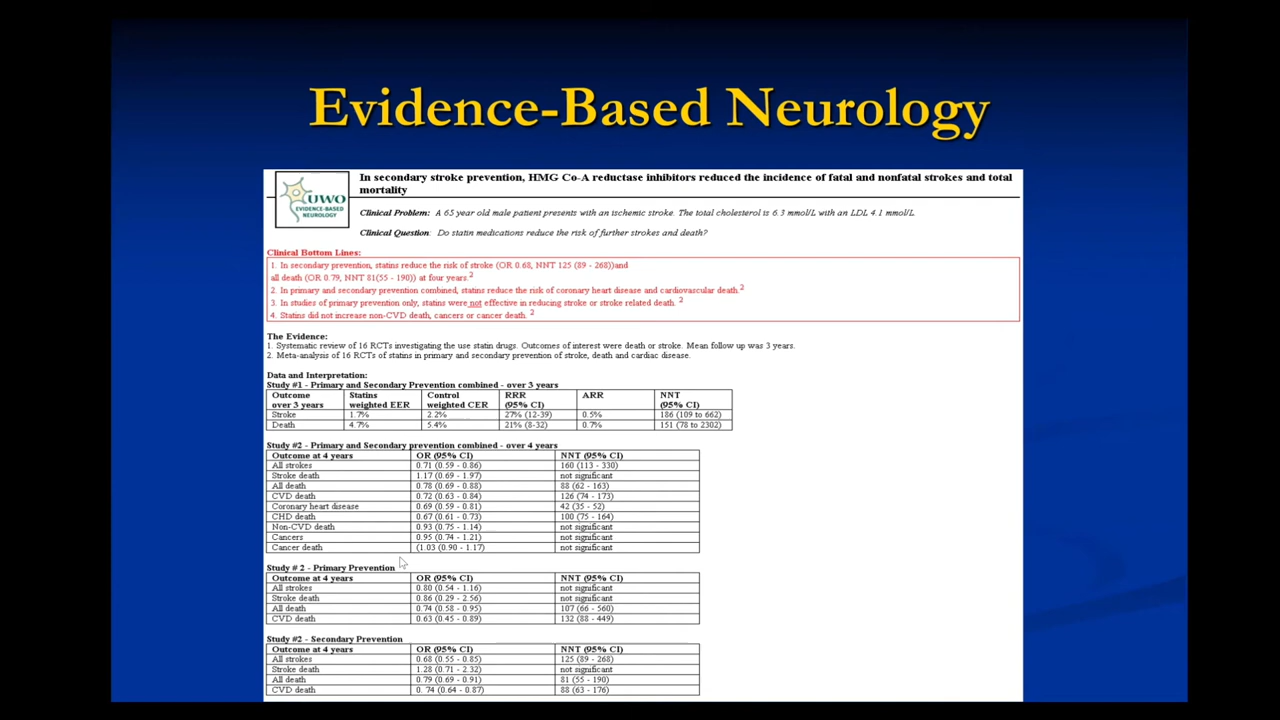 Evidence-Based Neurology
UWO
EVIDENCE-BASED
NEUROLOGY
In secondary stroke prevention, HMG Co-A reductase inhibitors reduced the incidence of fatal and nonfatal strokes and total
mortality
Clinical Problem: A 65 year old male patient presents with an ischemic stroke. The total cholesterol is 6.3 mmol/L with an LDL 4.1 mmol/L
Clinical Question: Do statin medications reduce the risk of further strokes and death?
Clinical Bottom Lines:
1. In secondary prevention, statins reduce the risk of stroke (OR 0.68, NNT 125 (89 - 268))and
all death (OR 0.79, NNT 81(55 - 190)) at four years.2
2. In primary and secondary prevention combined, statins reduce the risk of coronary heart disease and cardiovascular death.2
3. In studies of primary prevention only, statins were not effective in reducing stroke or stroke related death. 2
4. Statins did not increase non-CVD death, cancers or cancer death. 2
The Evidence:
1. Systematic review of 16 RCTs investigating the use statin drugs. Outcomes of interest were death or stroke. Mean follow up was 3 years.
2. Meta-analysis of 16 RCTs of statins in primary and secondary prevention of stroke, death and cardiac disease.
Data and Interpretation:
Study #1 - Primary and Secondary Prevention combined - over 3 years
Outcome Statins Control RRR ARR NNT
over 3 years weighted EER weighted CER (95% CI) (95% CI)
Stroke 1.7% 2.2% 27% (12-39) 0.5% 186 (109 to 662)
Death 4.7% 5.4% 21% (8-32) 0.7% 151 (78 to 2302)
Study #2 - Primary and Secondary prevention combined - over 4 years
Outcome at 4 years OR (95% CI) NNT (95% CI)
All strokes 0.71 (0.59 - 0.86) 160 (113 - 330)
Stroke death 1.17 (0.69 - 1.97) not significant
All death 0.78 (0.69 - 0.88) 88 (62 - 163)
CVD death 0.72 (0.63 - 0.84) 126 (74 - 173)
Coronary heart disease 0.69 (0.59 - 0.81) 42 (35 - 52)
CHD death 0.67 (0.61 - 0.73) 100 (75 - 164)
Non-CVD death 0.93 (0.75 - 1.14) not significant
Cancers 0.95 (0.74 - 1.21) not significant
Cancer death (1.03 (0.90 - 1.17) not significant
Study # 2 - Primary Prevention
Outcome at 4 years OR (95% CI) NNT (95% CI)
All strokes 0.80 (0.54 - 1.16) not significant
Stroke death 0.86 (0.29 - 2.56) not significant
All death 0.74 (0.58 - 0.95) 107 (66 - 560)
CVD death 0.63 (0.45 - 0.89) 132 (88 - 449)
Study #2 - Secondary Prevention
Outcome at 4 years OR (95% CI) NNT (95% CI)
All strokes 0.68 (0.55 - 0.85) 125 (89 - 268)
Stroke death 1.28 (0.71 - 2.32) not significant
All death 0.79 (0.69 - 0.91) 81 (55 - 190)
CVD death 0. 74 (0.64 - 0.87) 88 (63 - 176)